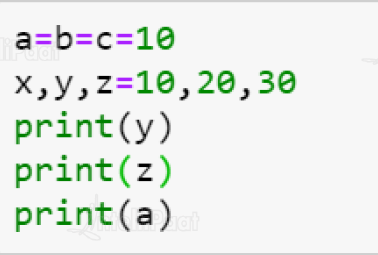 a=b=c=10
x,y,z=10,20,30
print(y)
print(z)
print(a)